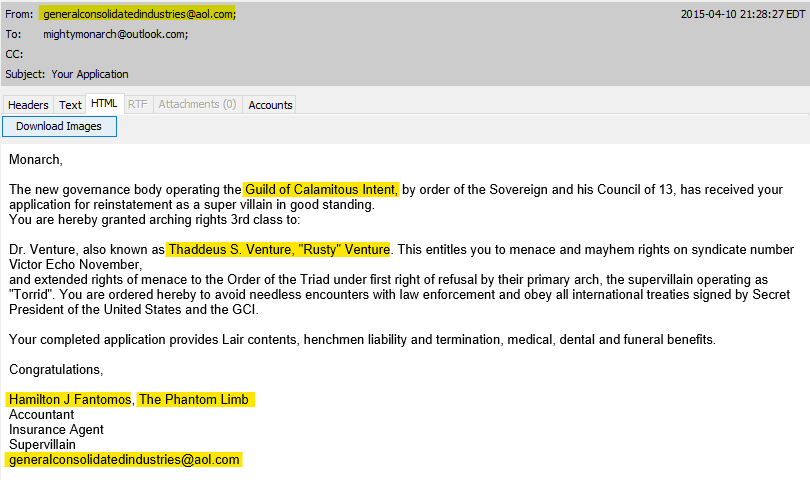 From: generalconsolidatedindustries@aol.com; 2015-04-10 21:28:27 EDT
To: mightymonarch@outlook.com;
CC:
Subject: Your Application
Headers Text HTML RTF Attachments (0) Accounts
Download Images
Monarch,
The new governance body operating the Guild of Calamitous Intent, by order of the Sovereign and his Council of 13, has received your
application for reinstatement as a super villain in good standing.
You are hereby granted arching rights 3rd class to:
Dr. Venture, also known as Thaddeus S. Venture, "Rusty" Venture. This entitles you to menace and mayhem rights on syndicate number
Victor Echo November,
and extended rights of menace to the Order of the Triad under first right of refusal by their primary arch, the supervillain operating as
"Torrid". You are ordered hereby to avoid needless encounters with law enforcement and obey all international treaties signed by Secret
President of the United States and the GCI.
Your completed application provides Lair contents, henchmen liability and termination, medical, dental and funeral benefits.
Congratulations,
Hamilton J Fantomos, The Phantom Limb
Accountant
Insurance Agent
Supervillain
generalconsolidatedindustries@aol.com